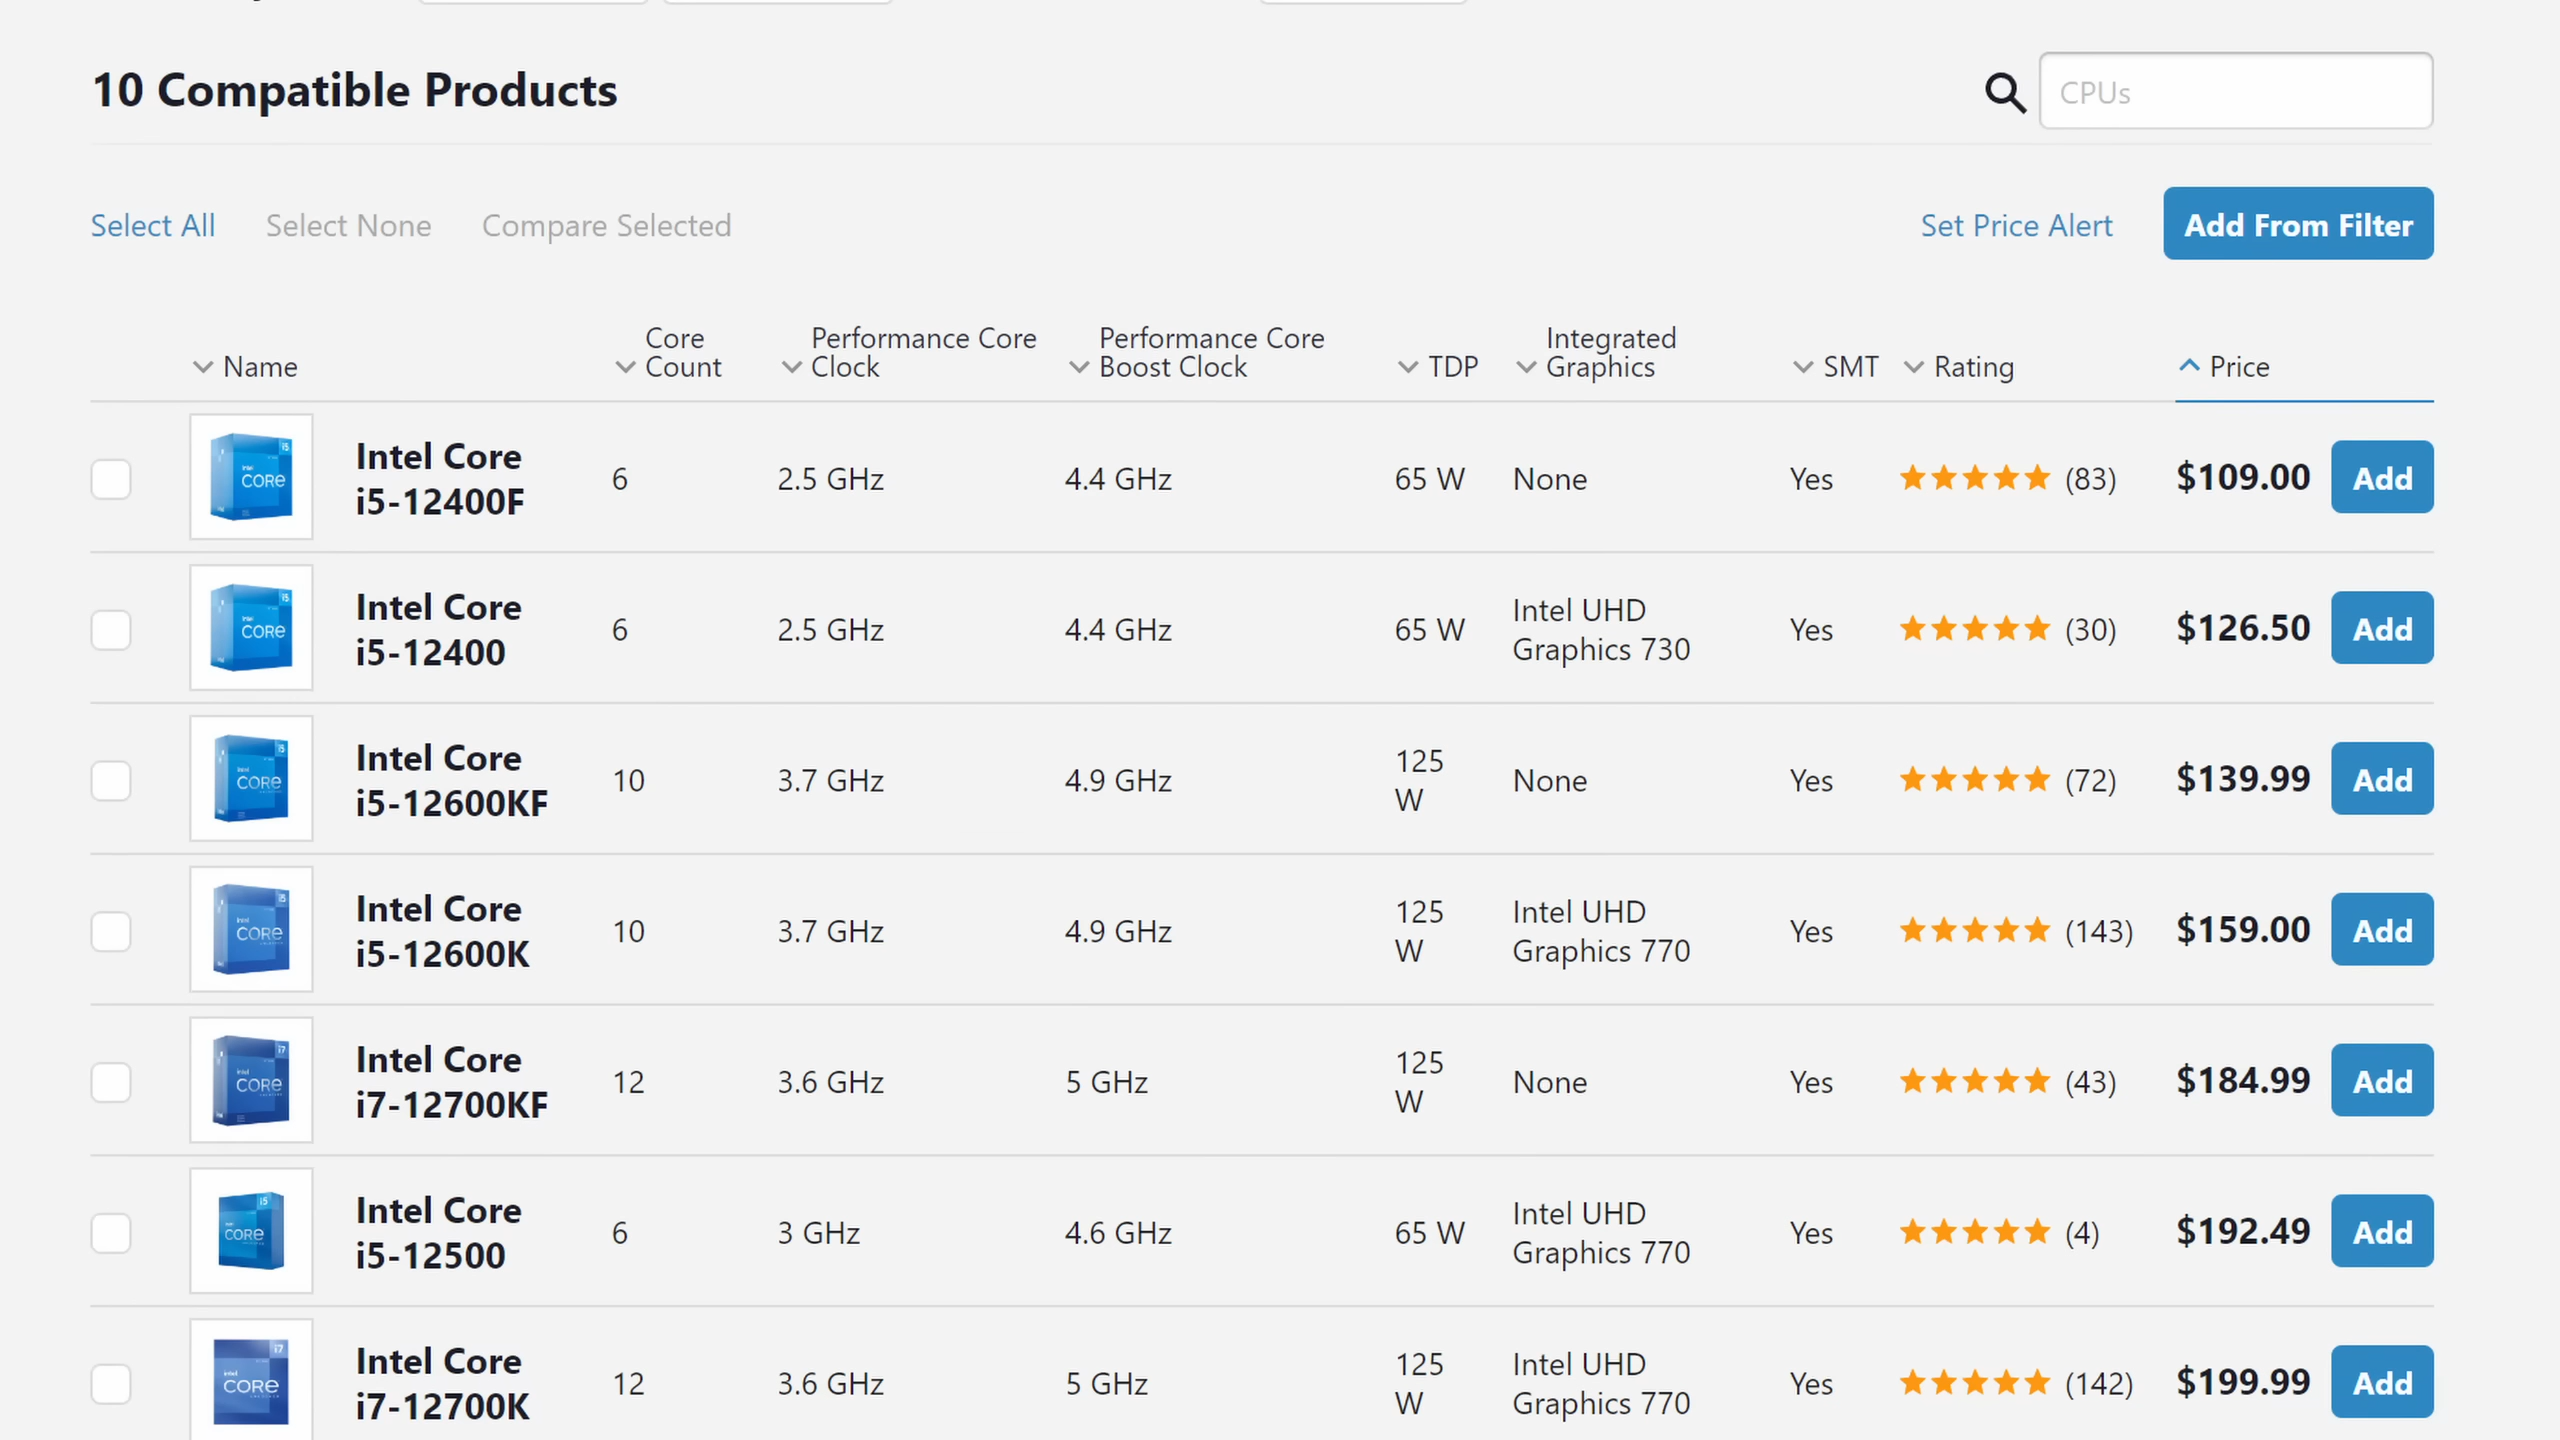 10 Compatible Products
CPUs
Select All Select None Compare Selected Set Price Alert Add From Filter
Name Core Count Performance Core Clock Performance Core Boost Clock TDP Integrated Graphics SMT Rating Price
Intel Core i5-12400F 6 2.5 GHz 4.4 GHz 65 W None Yes (83) $109.00 Add
Intel Core i5-12400 6 2.5 GHz 4.4 GHz 65 W Intel UHD Graphics 730 Yes (30) $126.50 Add
Intel Core i5-12600KF 10 3.7 GHz 4.9 GHz 125 W None Yes (72) $139.99 Add
Intel Core i5-12600K 10 3.7 GHz 4.9 GHz 125 W Intel UHD Graphics 770 Yes (143) $159.00 Add
Intel Core i7-12700KF 12 3.6 GHz 5 GHz 125 W None Yes (43) $184.99 Add
Intel Core i5-12500 6 3 GHz 4.6 GHz 65 W Intel UHD Graphics 770 Yes (4) $192.49 Add
Intel Core i7-12700K 12 3.6 GHz 5 GHz 125 W Intel UHD Graphics 770 Yes (142) $199.99 Add